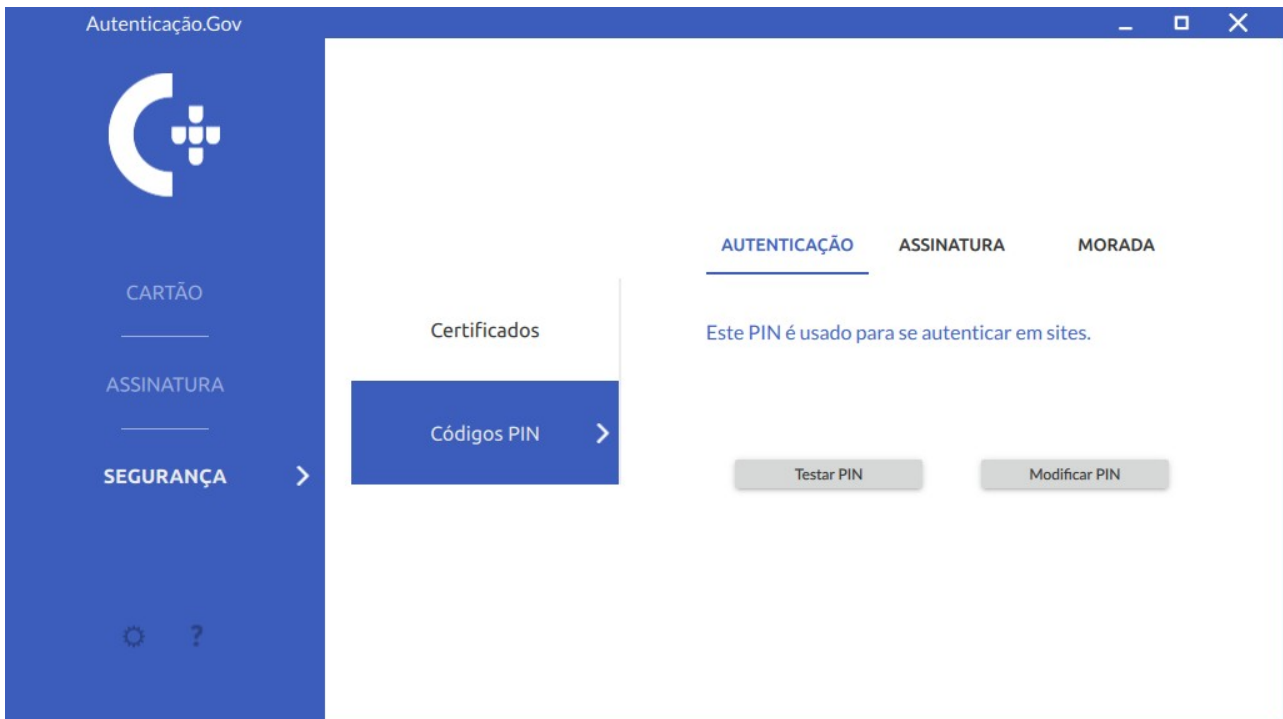 Autenticação.Gov
CARTÃO
ASSINATURA
SEGURANÇA
?
Certificados
Códigos PIN
AUTENTICAÇÃO ASSINATURA MORADA
Este PIN é usado para se autenticar em sites.
Testar PIN Modificar PIN